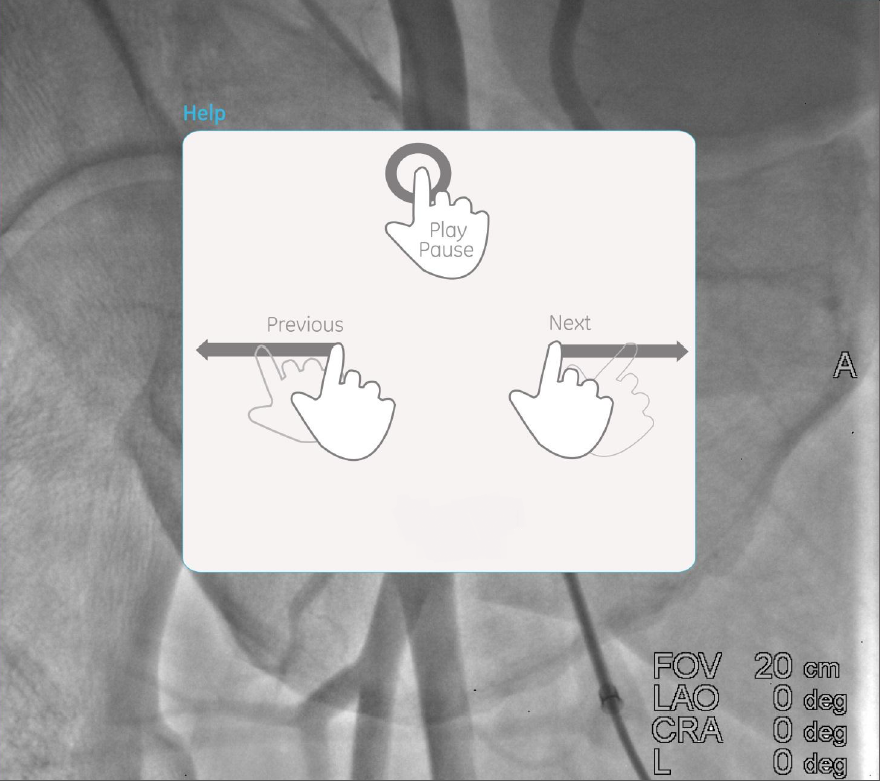 Help
Play
Pause
Previous
Next
A
FOV 20 cm
LAO 0 deg
CRA 0 deg
L 0 deg